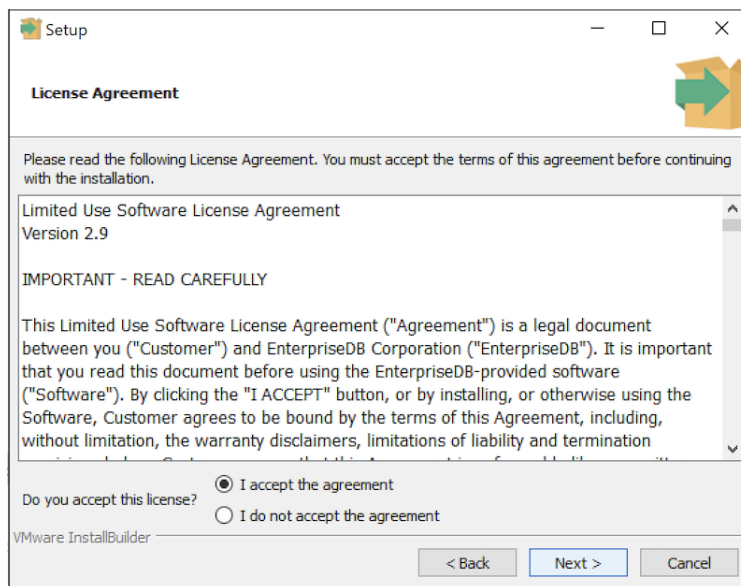 Setup
License Agreement
Please read the following License Agreement. You must accept the terms of this agreement before continuing
with the installation.
Limited Use Software License Agreement
Version 2.9
IMPORTANT - READ CAREFULLY
This Limited Use Software License Agreement ("Agreement") is a legal document
between you ("Customer") and EnterpriseDB Corporation ("EnterpriseDB"). It is important
that you read this document before using the EnterpriseDB-provided software
("Software"). By clicking the "I ACCEPT" button, or by installing, or otherwise using the
Software, Customer agrees to be bound by the terms of this Agreement, including,
without limitation, the warranty disclaimers, limitations of liability and termination
Do you accept this license?
I accept the agreement
I do not accept the agreement
VMware InstallBuilder
< Back
Next >
Cancel